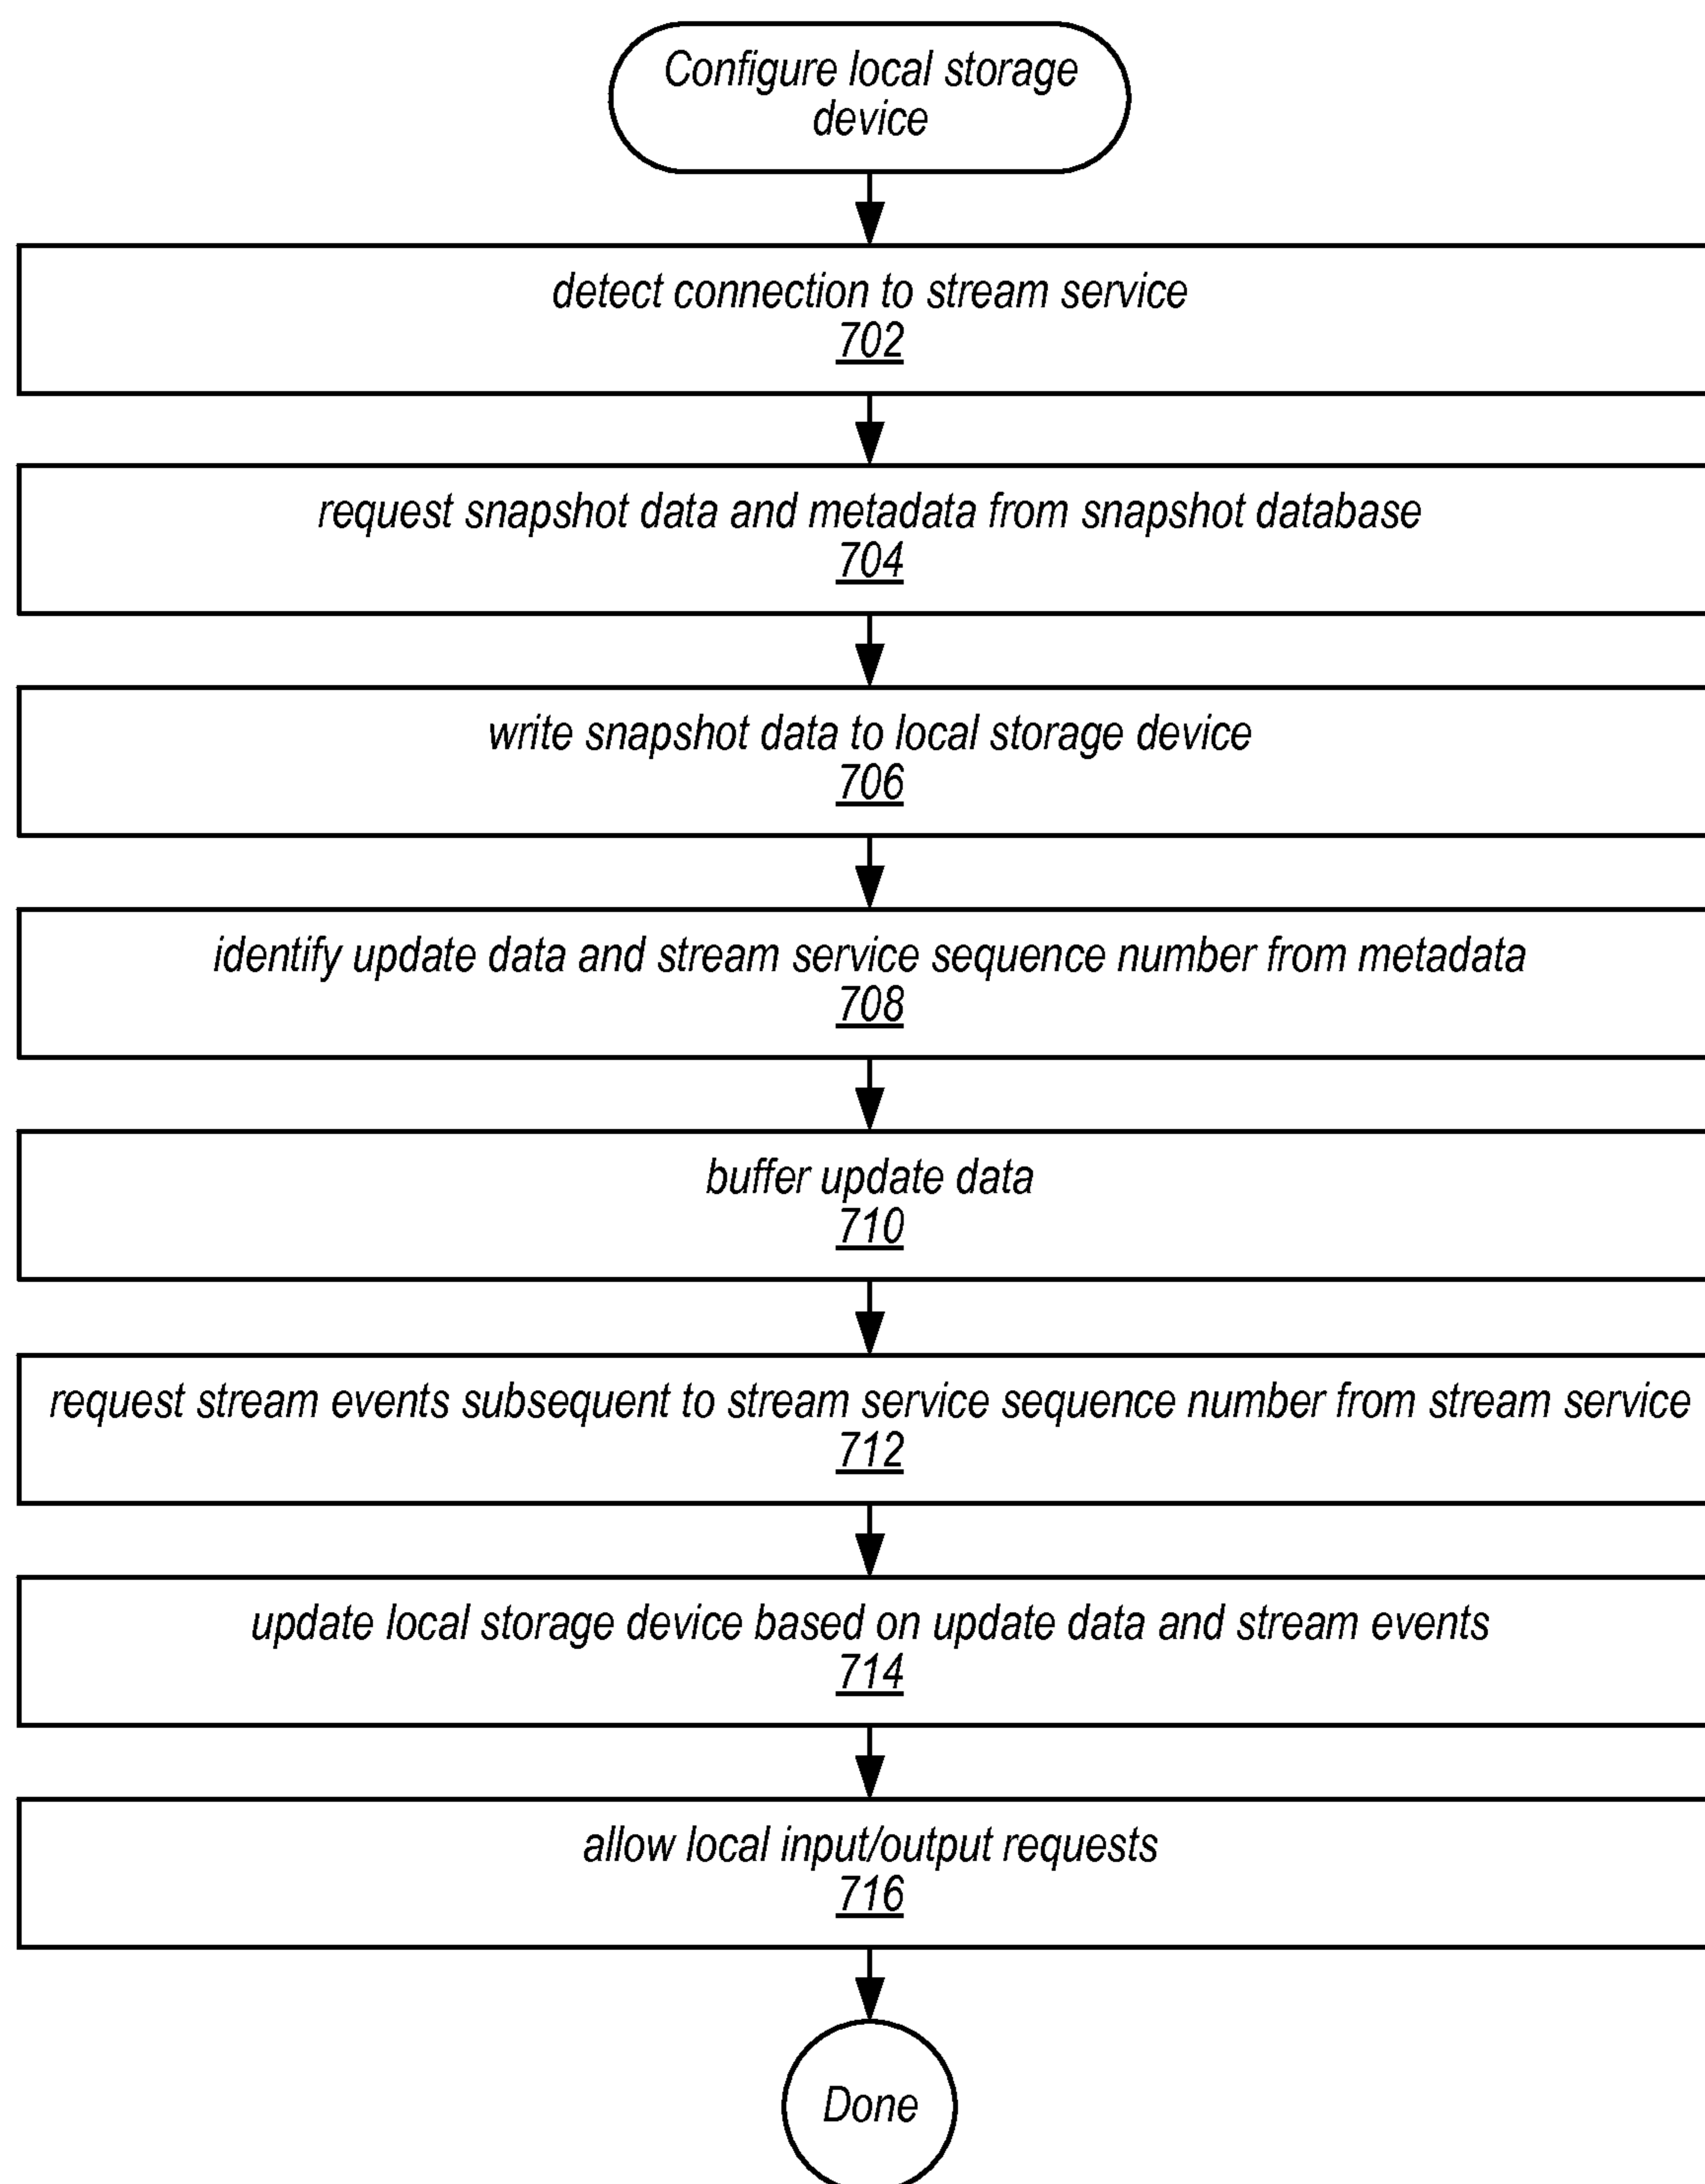 Configure local storage
device
detect connection to stream service
702
request snapshot data and metadata from snapshot database
704
write snapshot data to local storage device
706
identify update data and stream service sequence number from metadata
708
buffer update data
710
request stream events subsequent to stream service sequence number from stream service
712
update local storage device based on update data and stream events
714
allow local input/output requests
716
Done